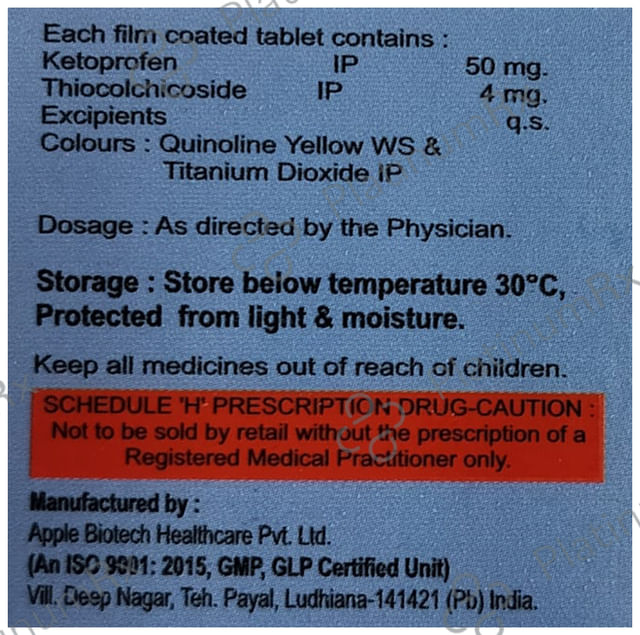 Each film coated tablet contains :
Ketoprofen IP 50 mg.
Thiocolchicoside IP 4 mg.
Excipients q.s.
Colours : Quinoline Yellow WS &
Titanium Dioxide IP
Dosage : As directed by the Physician.
Storage : Store below temperature 30°C,
Protected from light & moisture.
Keep all medicines out of reach of children.
SCHEDULE 'H' PRESCRIPTION DRUG-CAUTION :
Not to be sold by retail without the prescription of a
Registered Medical Practitioner only.
Manufactured by :
Apple Biotech Healthcare Pvt. Ltd.
(An ISO 9001: 2015, GMP, GLP Certified Unit)
Vill. Deep Nagar, Teh. Payal, Ludhiana-141421 (Pb) India.